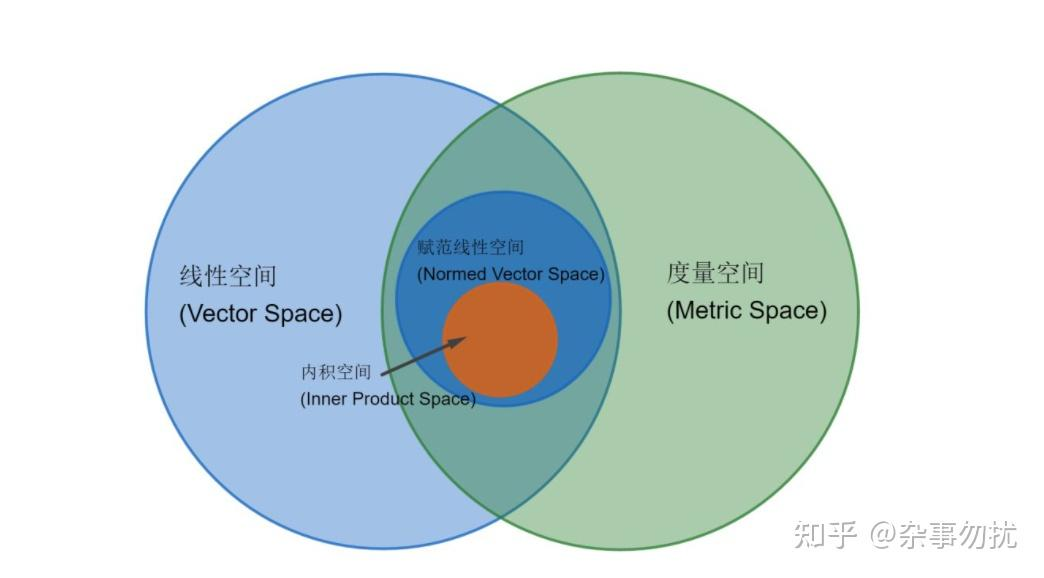 线性空间
(Vector Space)
赋范线性空间
(Normed Vector Space)
度量空间
(Metric Space)
内积空间
(Inner Product Space)
知乎 @杂事勿扰